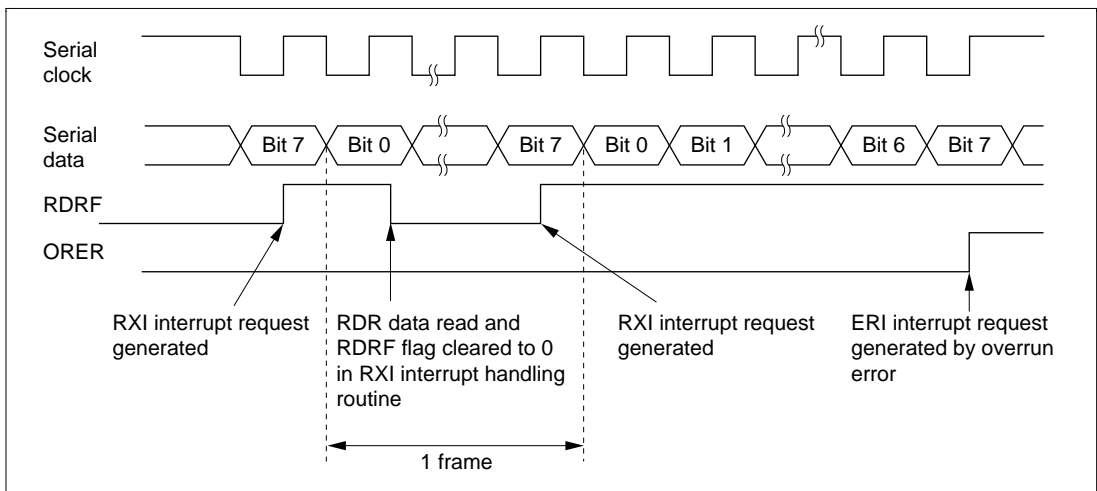 Serial
clock
Serial
data
Bit 7 Bit 0 Bit 7 Bit 0 Bit 1 Bit 6 Bit 7
RDRF
ORER
RXI interrupt request
generated
RDR data read and
RDRF flag cleared to 0
in RXI interrupt handling
routine
RXI interrupt request
generated
ERI interrupt request
generated by overrun
error
1 frame